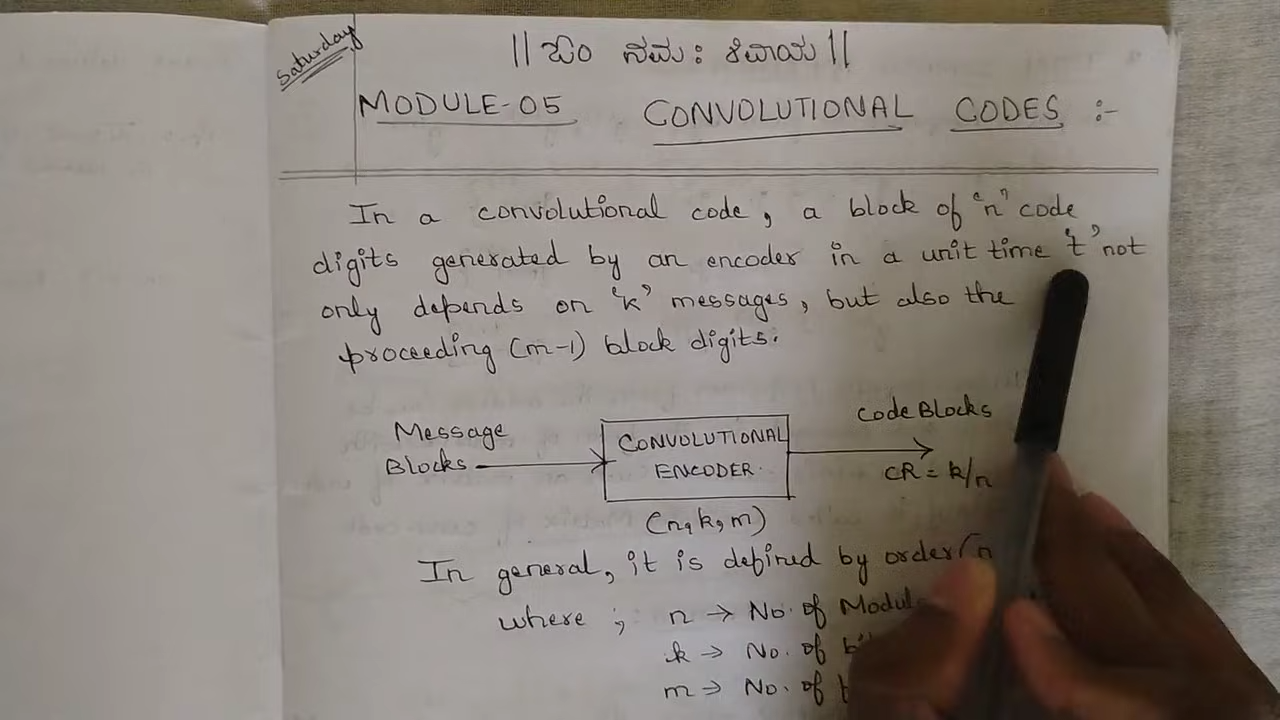 Saturday
|| ಓಂ ನಮಃ ಶಿವಾಯ ||
MODULE-05 CONVOLUTIONAL CODES :-
In a convolutional code, a block of 'n' code
digits generated by an encoder in a unit time 't' not
only depends on 'k' messages, but also the
proceeding (m-1) block digits.
Message
Blocks
CONVOLUTIONAL
ENCODER.
Code Blocks
CR = k/n
(n, k, m)
In general, it is defined by order (n
where ; n → No. of
k → No. of
m → No. of